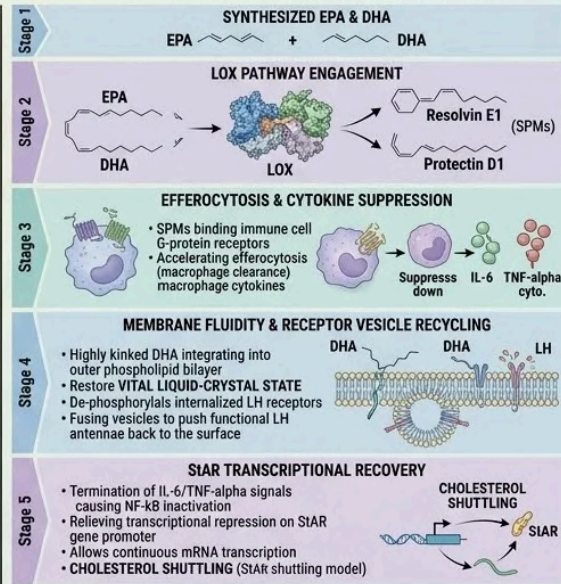 Stage 1
SYNTHESIZED EPA & DHA
EPA + DHA
Stage 2
LOX PATHWAY ENGAGEMENT
EPA
DHA
LOX
Resolvin E1
(SPMs)
Protectin D1
Stage 3
EFFEROCYTOSIS & CYTOKINE SUPPRESSION
• SPMs binding immune cell
G-protein receptors
• Accelerating efferocytosis
(macrophage clearance)
macrophage cytokines
Suppresss
down
IL-6
TNF-alpha
cyto.
Stage 4
MEMBRANE FLUIDITY & RECEPTOR VESICLE RECYCLING
• Highly kinked DHA integrating into
outer phospholipid bilayer
• Restore VITAL LIQUID-CRYSTAL STATE
• De-phosphorylals internalized LH receptors
• Fusing vesicles to push functional LH
antennae back to the surface
DHA
DHA
LH
Stage 5
StAR TRANSCRIPTIONAL RECOVERY
• Termination of IL-6/TNF-alpha signals
causing NF-kB inactivation
• Relieving transcriptional repression on StAR
gene promoter
• Allows continuous mRNA transcription
• CHOLESTEROL SHUTTLING (StAR shuttling model)
CHOLESTEROL
SHUTTLING
StAR